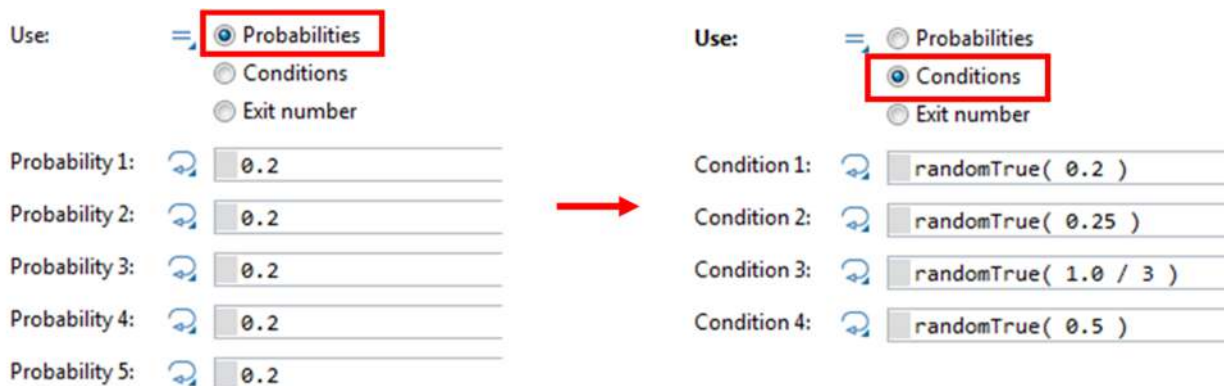 Use: Probabilities
Conditions
Exit number
Probability 1: 0.2
Probability 2: 0.2
Probability 3: 0.2
Probability 4: 0.2
Probability 5: 0.2
Use: Probabilities
Conditions
Exit number
Condition 1: randomTrue( 0.2 )
Condition 2: randomTrue( 0.25 )
Condition 3: randomTrue( 1.0 / 3 )
Condition 4: randomTrue( 0.5 )